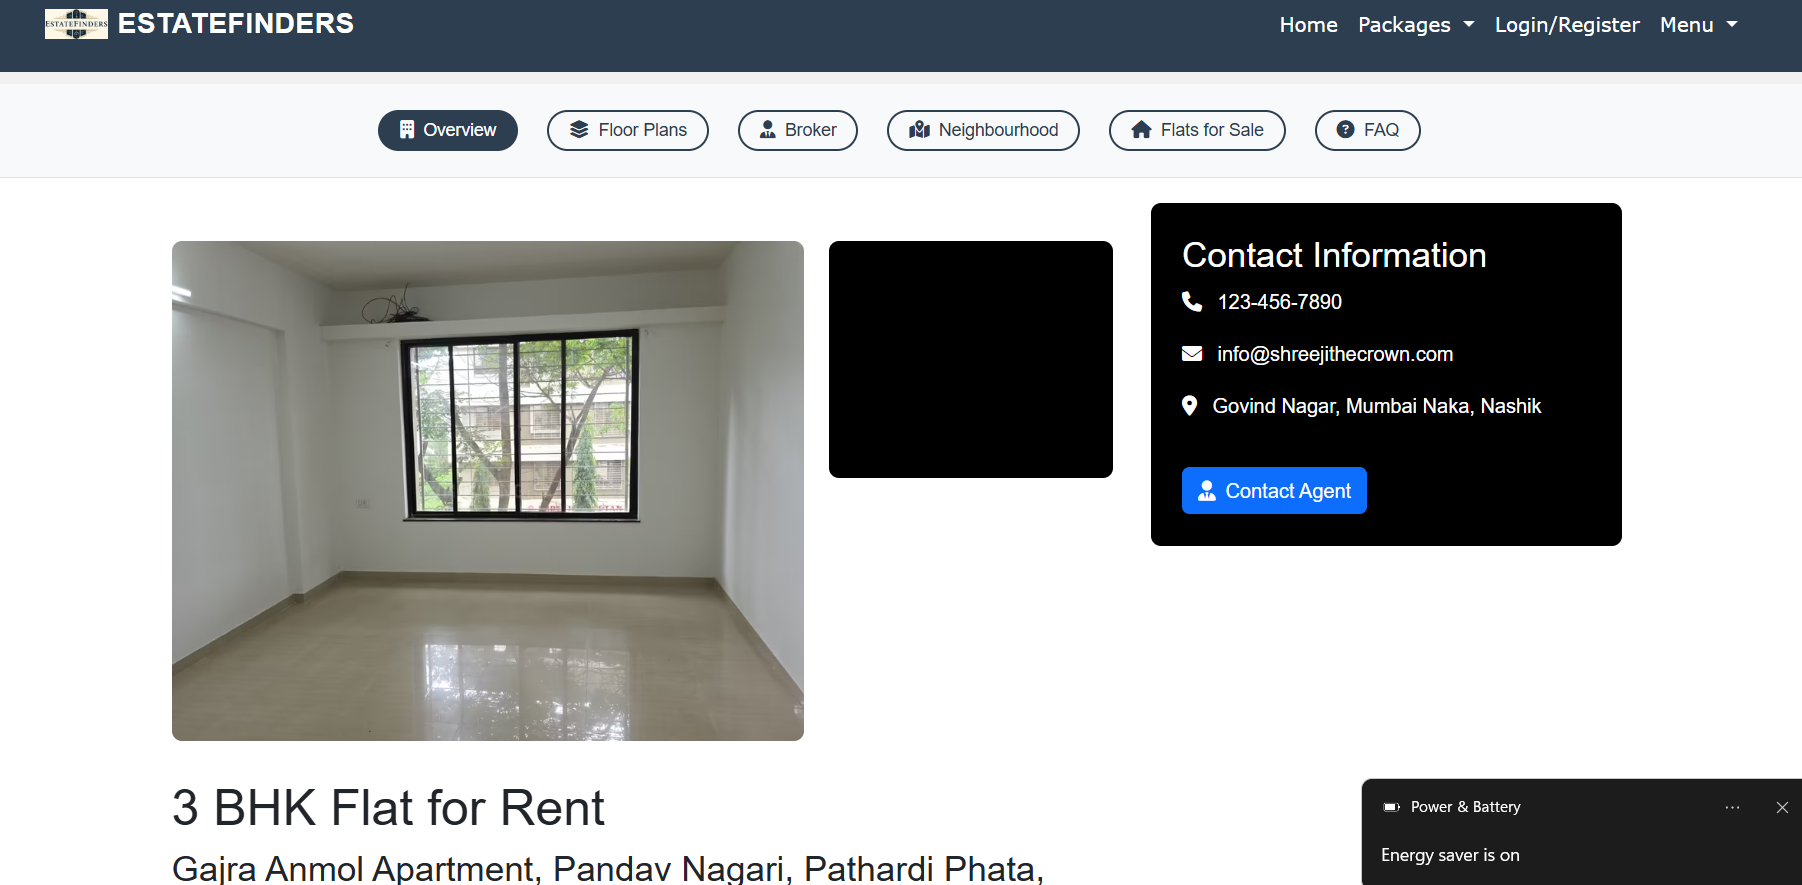 ESTATEFINDERS
ESTATEFINDERS
Home
Packages
Login/Register
Menu
Overview
Floor Plans
Broker
Neighbourhood
Flats for Sale
FAQ
Contact Information
123-456-7890
info@shreejithecrown.com
Govind Nagar, Mumbai Naka, Nashik
Contact Agent
3 BHK Flat for Rent
Gajra Anmol Apartment, Pandav Nagari, Pathardi Phata,
Power & Battery
Energy saver is on